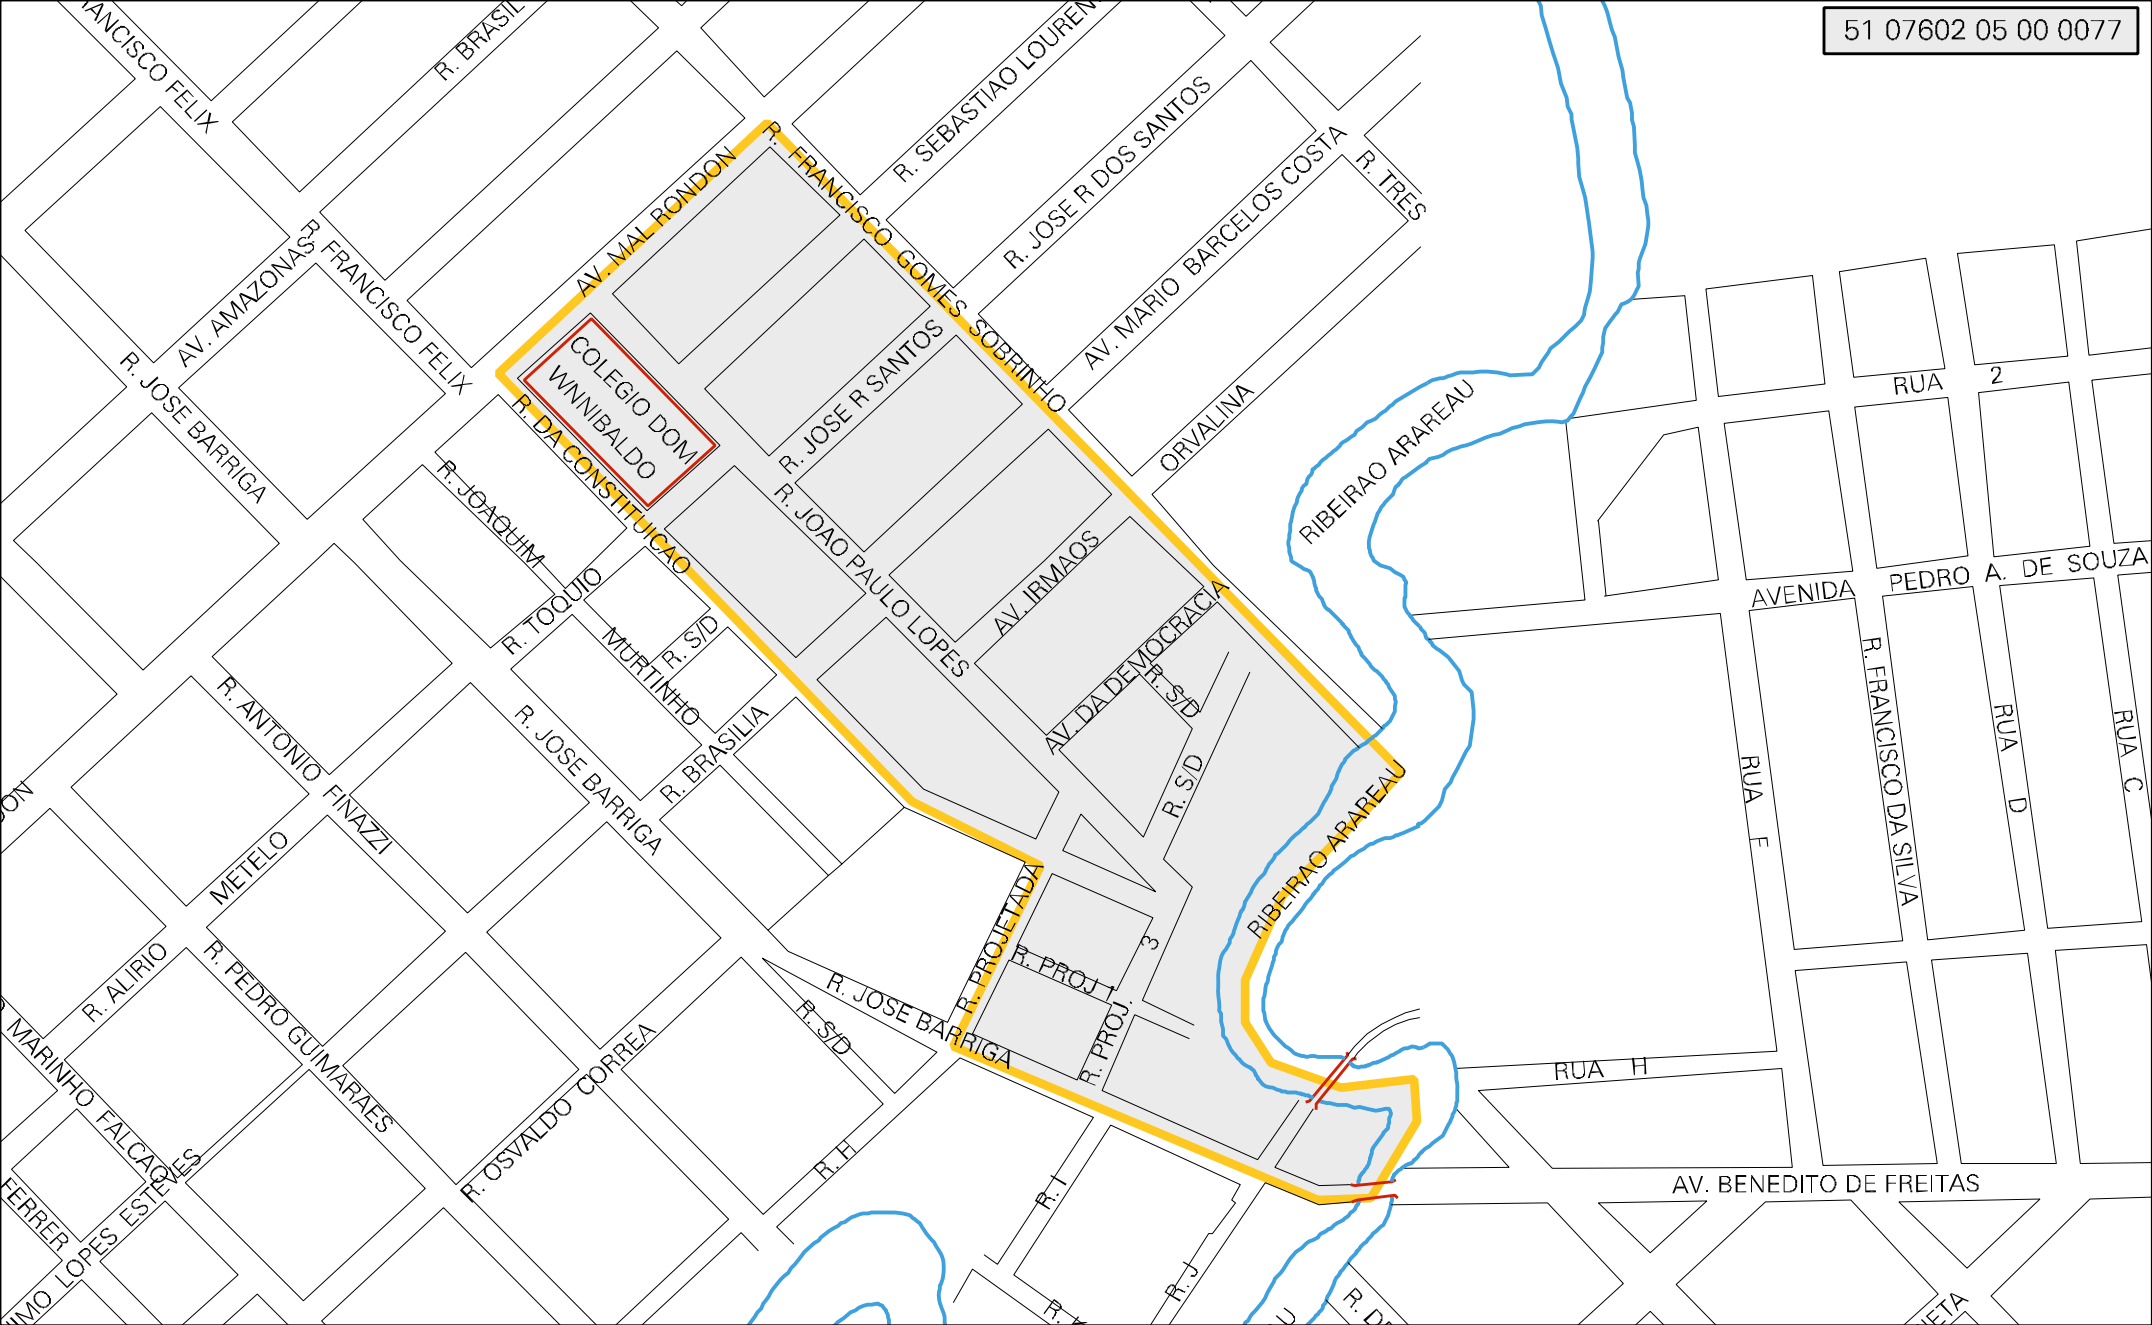 51 07602 05 00 0077
R. BRASIL
R. SEBASTIAO LOUREN
R. JOSE R DOS SANTOS
AV. MARIO BARCELOS COSTA
R. TRES
R. FRANCISCO GOMES SOBRINHO
AV. MAL RONDON
ANCISCO FELIX
R. FRANCISCO FELIX
AV. AMAZONAS
R. JOSE BARRIGA
COLEGIO DOM
WNNIBALDO
R. DA CONSTITUICAO
R. JOSE R SANTOS
R. JOAO PAULO LOPES
AV. IRMAOS
AV. DA DEMOCRACIA
R. S/D
R. S/D
ORVALINA
RIBEIRAO ARAREAU
RUA 2
AVENIDA PEDRO A. DE SOUZA
R. FRANCISCO DA SILVA
RUA D
RUA C
RUA F
R. JOAQUIM
MURTINHO
R. TOQUIO
R. S/D
R. BRASILIA
R. JOSE BARRIGA
R. ANTONIO FINAZZI
METELO
R. ALIRIO
R. PEDRO GUIMARAES
MARINHO FALCAO
LOPES ESTEVES
FERRER
R. OSVALDO CORREA
R. S/D
R. JOSE BARRIGA
R. PROJETADA
R. PROJ 1
R. PROJ. 3
RIBEIRAO ARAREAU
R. H
R. I
R. J
RUA H
AV. BENEDITO DE FREITAS